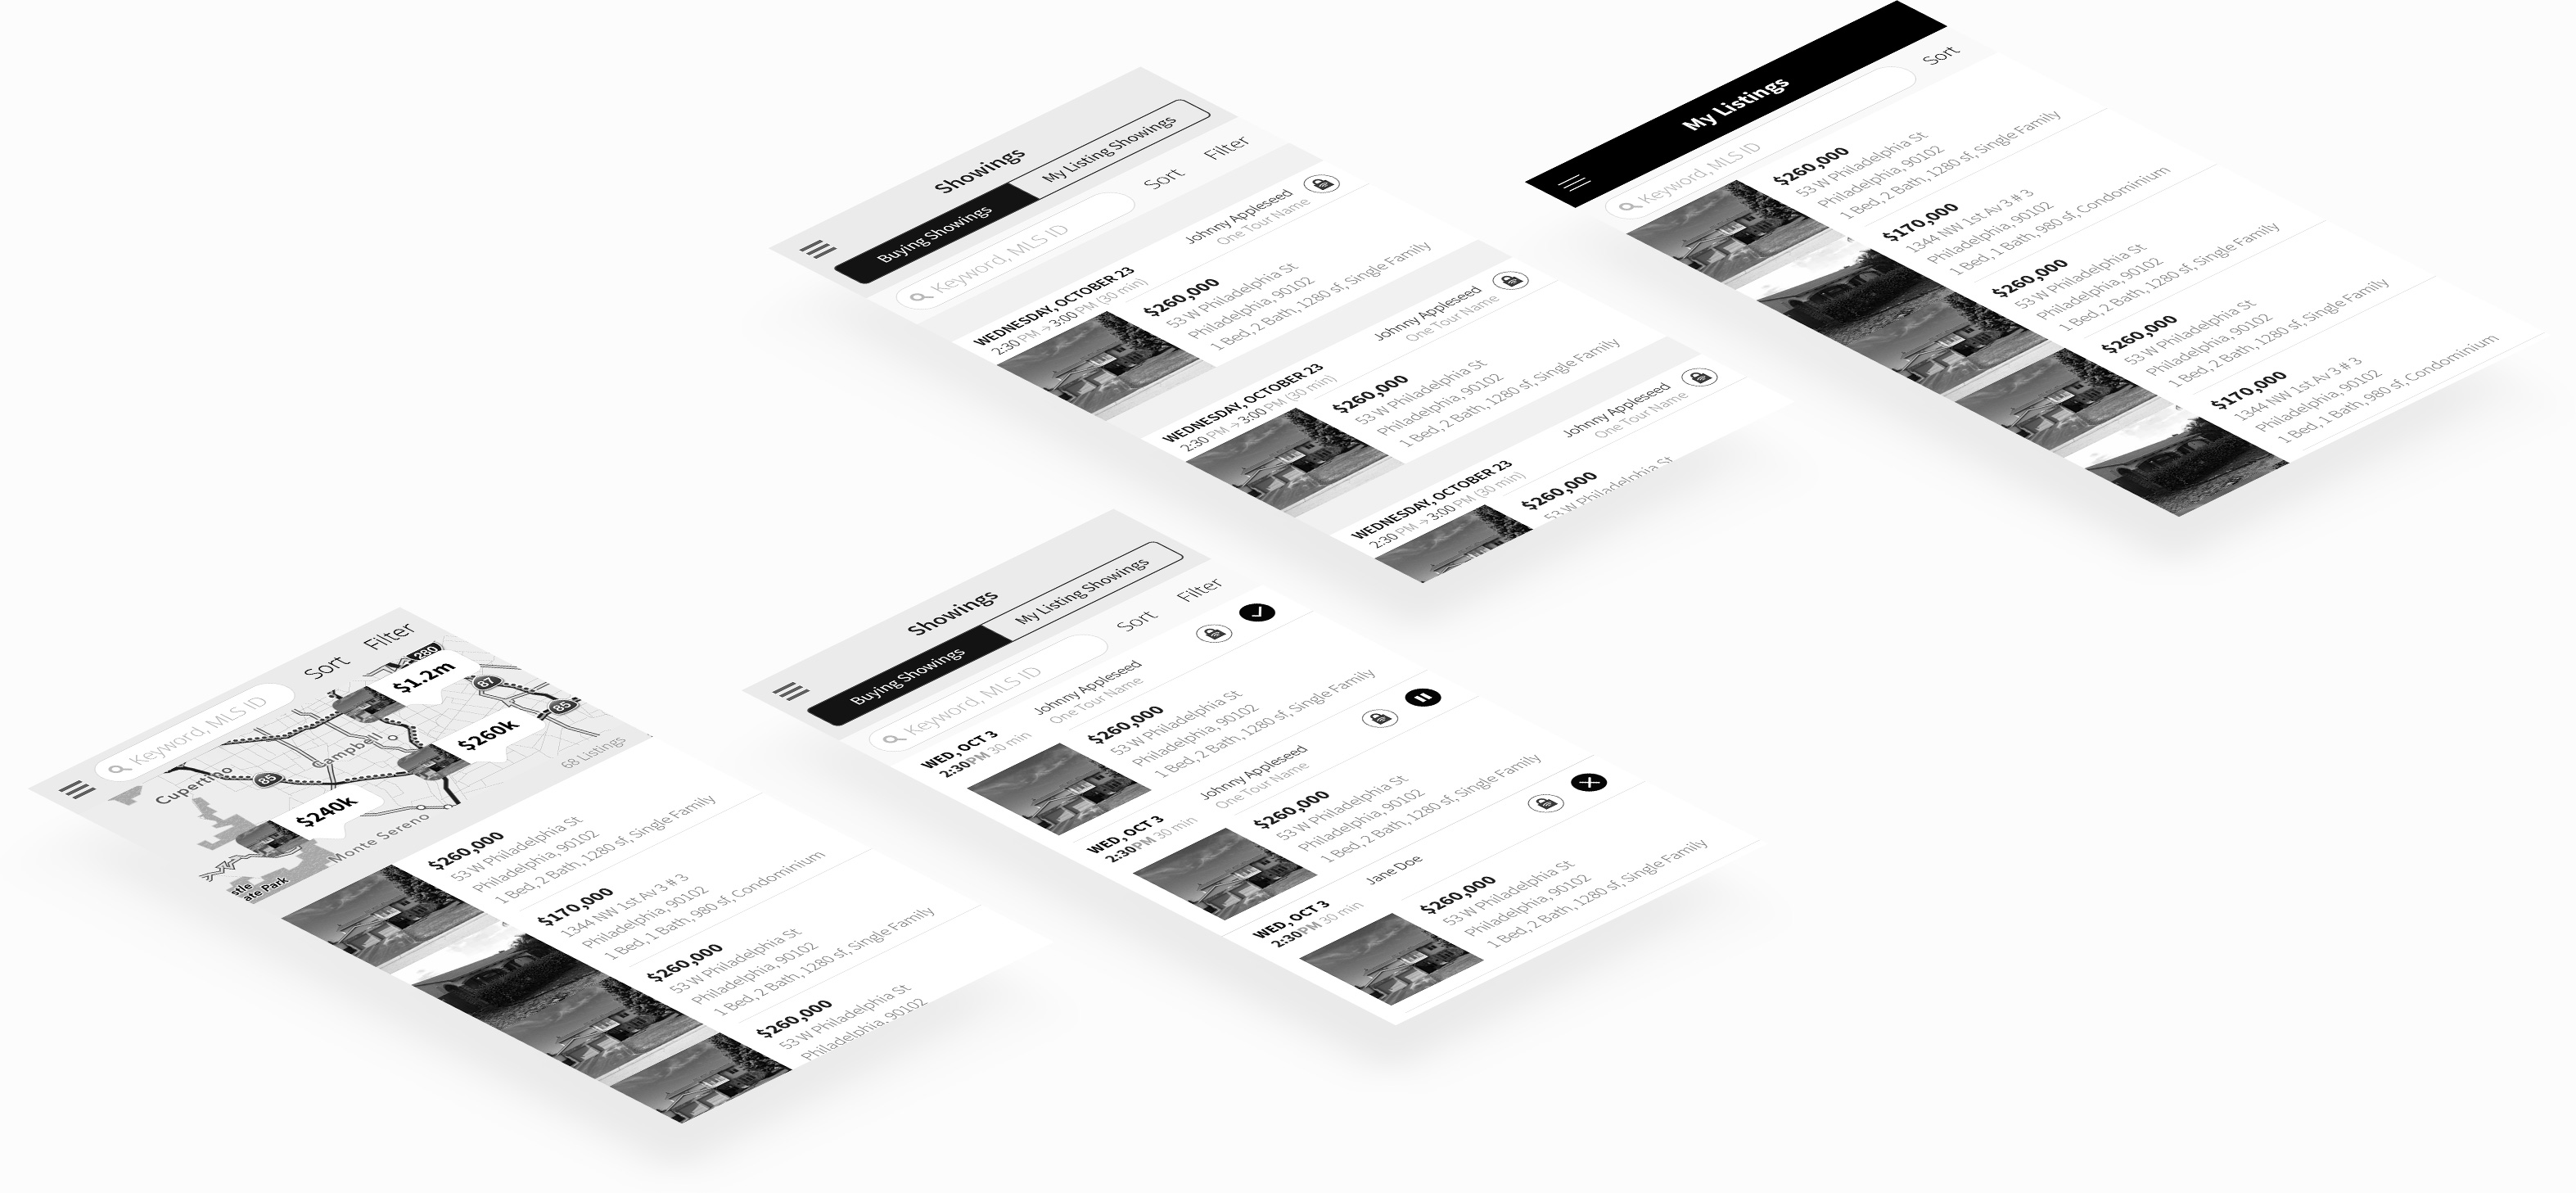 Showings
Buying Showings
My Listing Showings
Keyword, MLS ID
Sort
Filter
WEDNESDAY, OCTOBER 23
2:30 PM → 3:00 PM (30 min)
Johnny Appleseed
One Tour Name
$260,000
53 W Philadelphia St
Philadelphia, 90102
1 Bed, 2 Bath, 1280 sf, Single Family
WEDNESDAY, OCTOBER 23
2:30 PM → 3:00 PM (30 min)
Johnny Appleseed
One Tour Name
$260,000
53 W Philadelphia St
Philadelphia, 90102
1 Bed, 2 Bath, 1280 sf, Single Family
WEDNESDAY, OCTOBER 23
2:30 PM → 3:00 PM (30 min)
Johnny Appleseed
One Tour Name
$260,000
53 W Philadelphia St
My Listings
Keyword, MLS ID
Sort
$260,000
53 W Philadelphia St
Philadelphia, 90102
1 Bed, 2 Bath, 1280 sf, Single Family
$170,000
1344 NW 1st Av 3 # 3
Philadelphia, 90102
1 Bed, 1 Bath, 980 sf, Condominium
$260,000
53 W Philadelphia St
Philadelphia, 90102
1 Bed, 2 Bath, 1280 sf, Single Family
$260,000
53 W Philadelphia St
Philadelphia, 90102
1 Bed, 2 Bath, 1280 sf, Single Family
$170,000
1344 NW 1st Av 3 # 3
Philadelphia, 90102
1 Bed, 1 Bath, 980 sf, Condominium
Keyword, MLS ID
Sort
Filter
280
$1.2m
87
85
$260k
Campbell
Cupertino
85
$240k
Monte Sereno
stle
ate Park
68 Listings
$260,000
53 W Philadelphia St
Philadelphia, 90102
1 Bed, 2 Bath, 1280 sf, Single Family
$170,000
1344 NW 1st Av 3 # 3
Philadelphia, 90102
1 Bed, 1 Bath, 980 sf, Condominium
$260,000
53 W Philadelphia St
Philadelphia, 90102
1 Bed, 2 Bath, 1280 sf, Single Family
$260,000
53 W Philadelphia St
Philadelphia, 90102
Showings
Buying Showings
My Listing Showings
Keyword, MLS ID
Sort
Filter
WED, OCT 3
2:30PM 30 min
Johnny Appleseed
One Tour Name
$260,000
53 W Philadelphia St
Philadelphia, 90102
1 Bed, 2 Bath, 1280 sf, Single Family
WED, OCT 3
2:30PM 30 min
Johnny Appleseed
One Tour Name
$260,000
53 W Philadelphia St
Philadelphia, 90102
1 Bed, 2 Bath, 1280 sf, Single Family
WED, OCT 3
2:30PM 30 min
Jane Doe
$260,000
53 W Philadelphia St
Philadelphia, 90102
1 Bed, 2 Bath, 1280 sf, Single Family